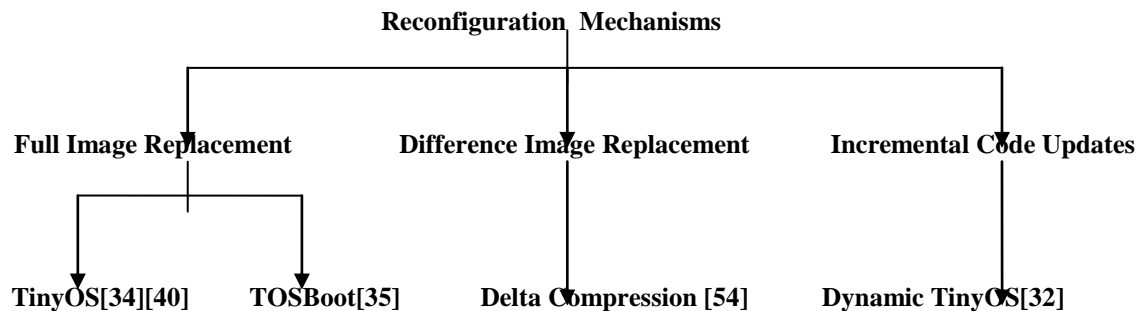 Reconfiguration Mechanisms
Full Image Replacement Difference Image Replacement Incremental Code Updates
TinyOS[34][40] TOSBoot[35] Delta Compression [54] Dynamic TinyOS[32]